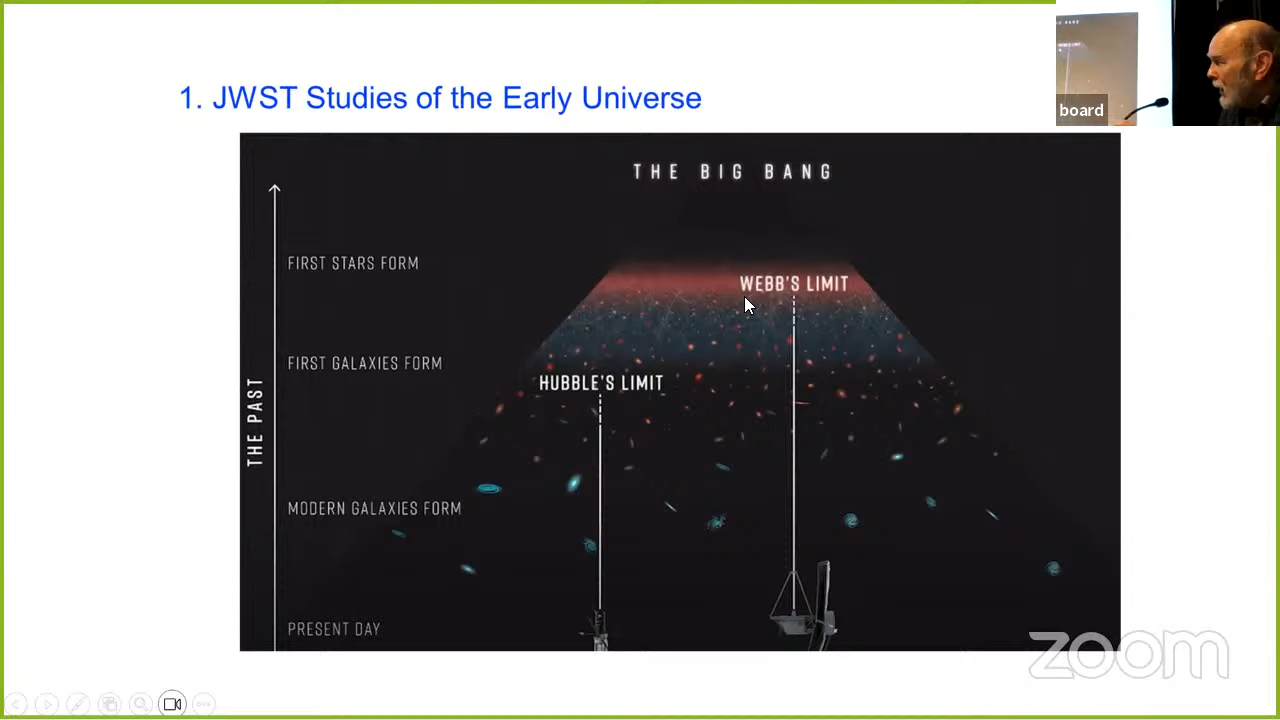 1. JWST Studies of the Early Universe
board
THE BIG BANG
FIRST STARS FORM
WEBB'S LIMIT
FIRST GALAXIES FORM
HUBBLE'S LIMIT
THE PAST
MODERN GALAXIES FORM
PRESENT DAY
zoom